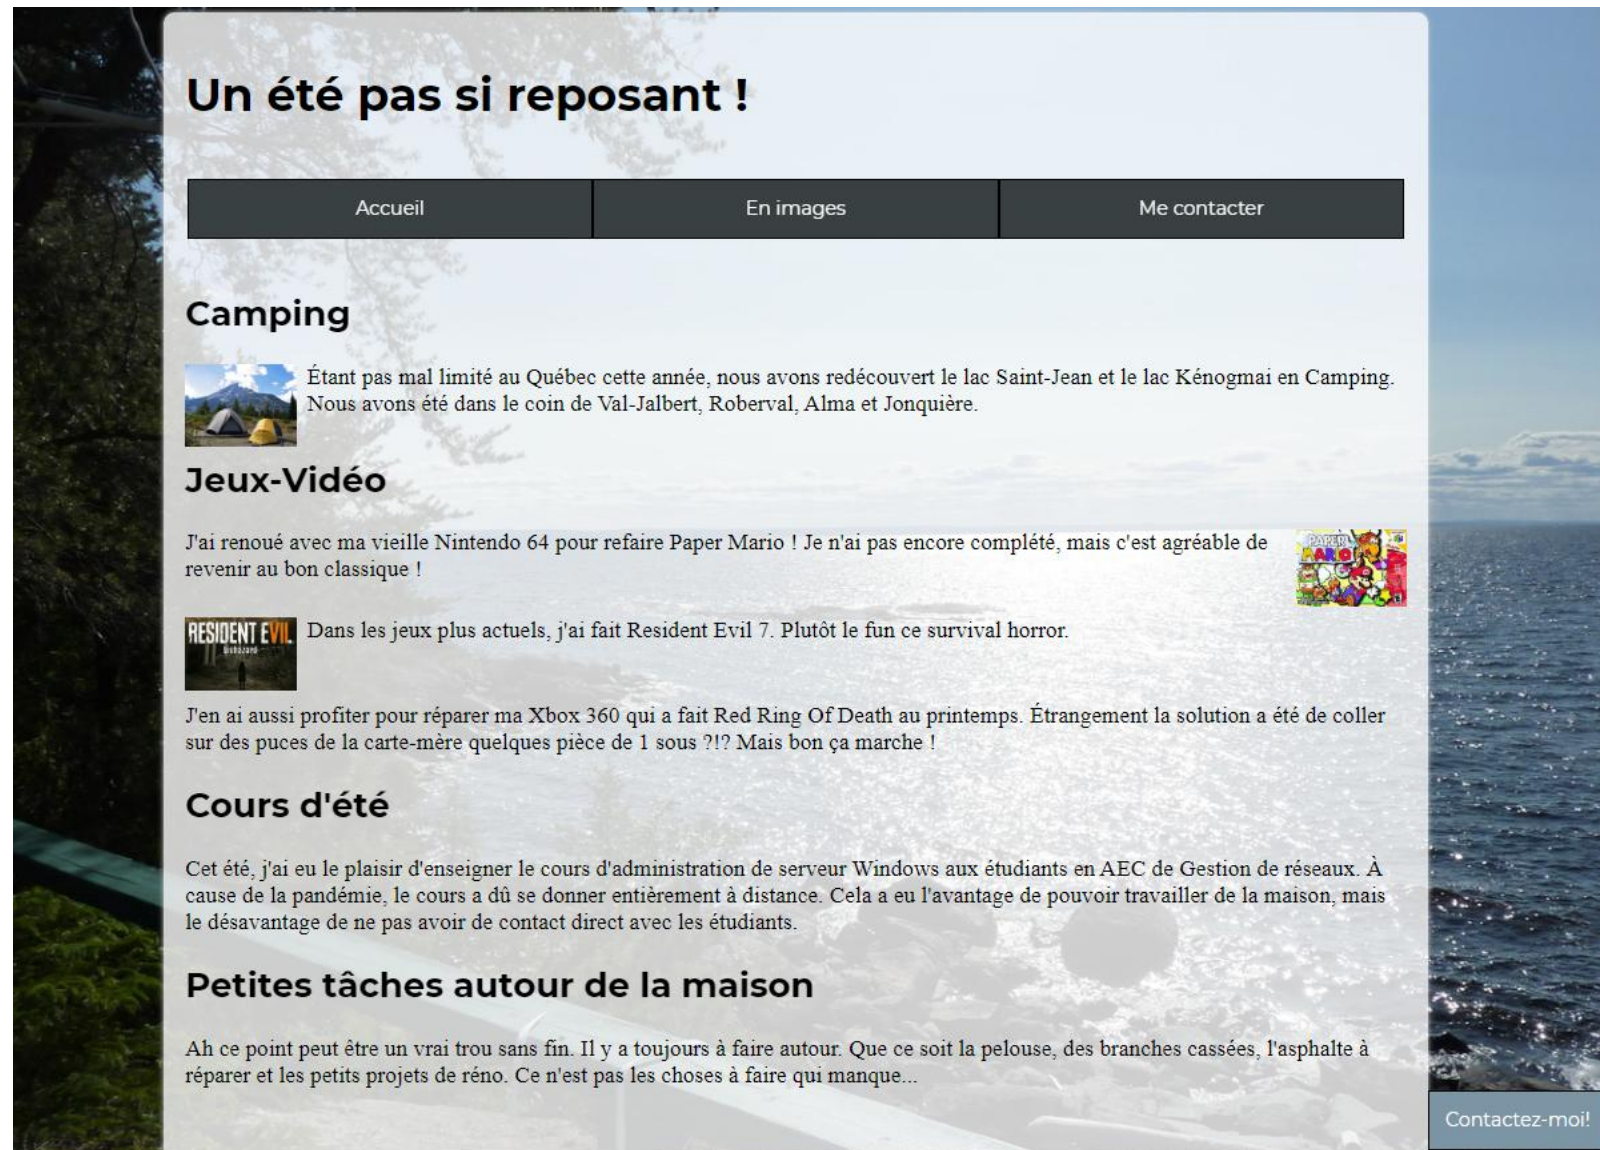 Un été pas si reposant !
Accueil
En images
Me contacter
Camping
Étant pas mal limité au Québec cette année, nous avons redécouvert le lac Saint-Jean et le lac Kénogmai en Camping.
Nous avons été dans le coin de Val-Jalbert, Roberval, Alma et Jonquière.
Jeux-Vidéo
J'ai renoué avec ma vieille Nintendo 64 pour refaire Paper Mario ! Je n'ai pas encore complété, mais c'est agréable de
revenir au bon classique !
PAPER
MARIO
RESIDENT EVIL
biohazard
Dans les jeux plus actuels, j'ai fait Resident Evil 7. Plutôt le fun ce survival horror.
J'en ai aussi profiter pour réparer ma Xbox 360 qui a fait Red Ring Of Death au printemps. Étrangement la solution a été de coller
sur des puces de la carte-mère quelques pièce de 1 sous ?!? Mais bon ça marche !
Cours d'été
Cet été, j'ai eu le plaisir d'enseigner le cours d'administration de serveur Windows aux étudiants en AEC de Gestion de réseaux. À
cause de la pandémie, le cours a dû se donner entièrement à distance. Cela a eu l'avantage de pouvoir travailler de la maison, mais
le désavantage de ne pas avoir de contact direct avec les étudiants.
Petites tâches autour de la maison
Ah ce point peut être un vrai trou sans fin. Il y a toujours à faire autour. Que ce soit la pelouse, des branches cassées, l'asphalte à
réparer et les petits projets de réno. Ce n'est pas les choses à faire qui manque...
Contactez-moi!